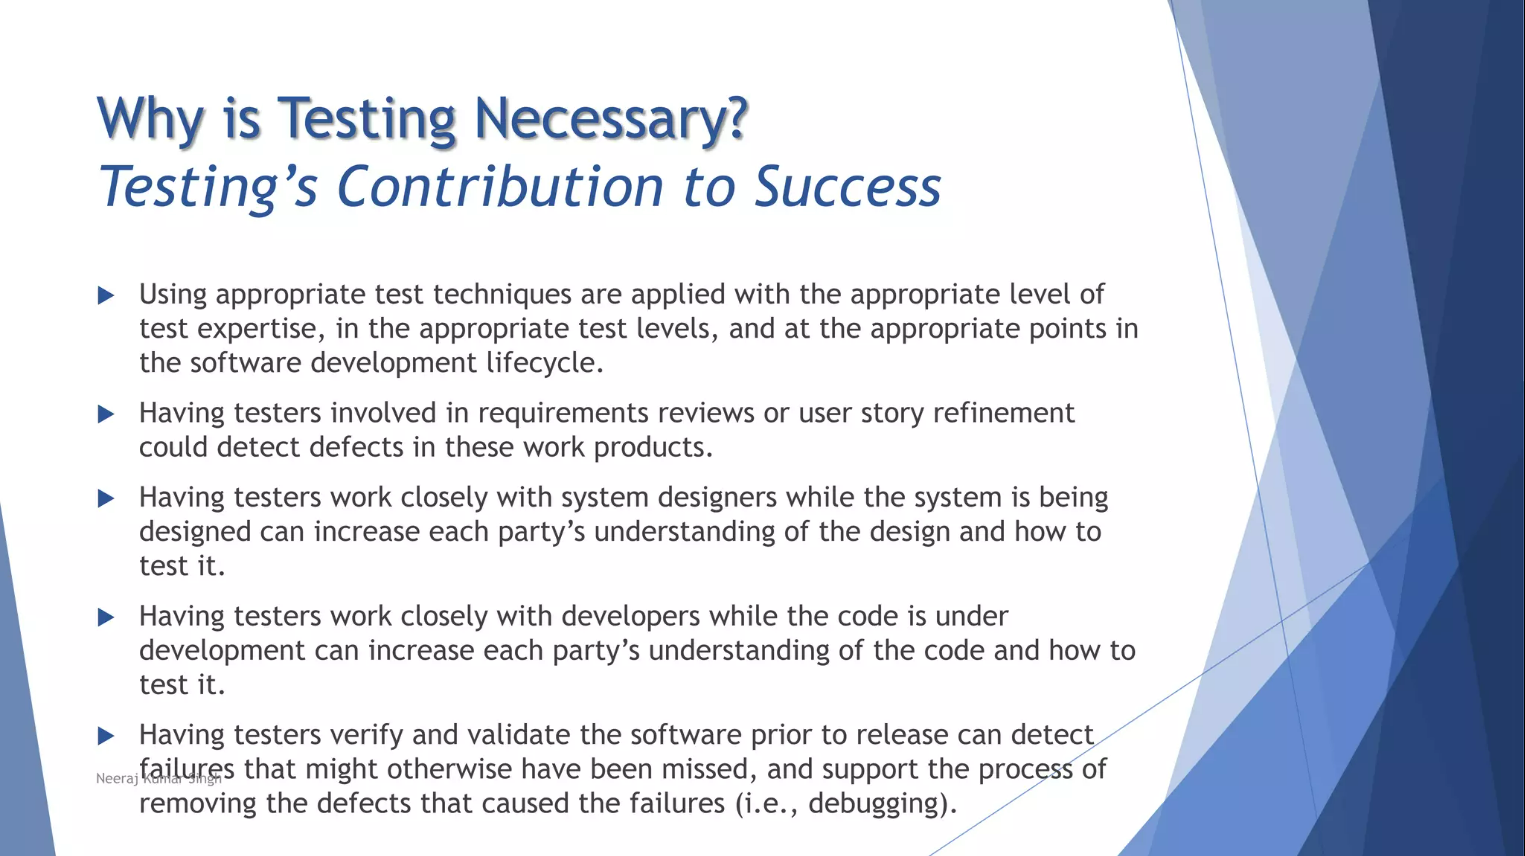 Why is Testing Necessary?
Testing’s Contribution to Success
Using appropriate test techniques are applied with the appropriate level of
test expertise, in the appropriate test levels, and at the appropriate points in
the software development lifecycle.
Having testers involved in requirements reviews or user story refinement
could detect defects in these work products.
Having testers work closely with system designers while the system is being
designed can increase each party’s understanding of the design and how to
test it.
Having testers work closely with developers while the code is under
development can increase each party’s understanding of the code and how to
test it.
Having testers verify and validate the software prior to release can detect
failures that might otherwise have been missed, and support the process of
removing the defects that caused the failures (i.e., debugging).
Neeraj Kumar Singh